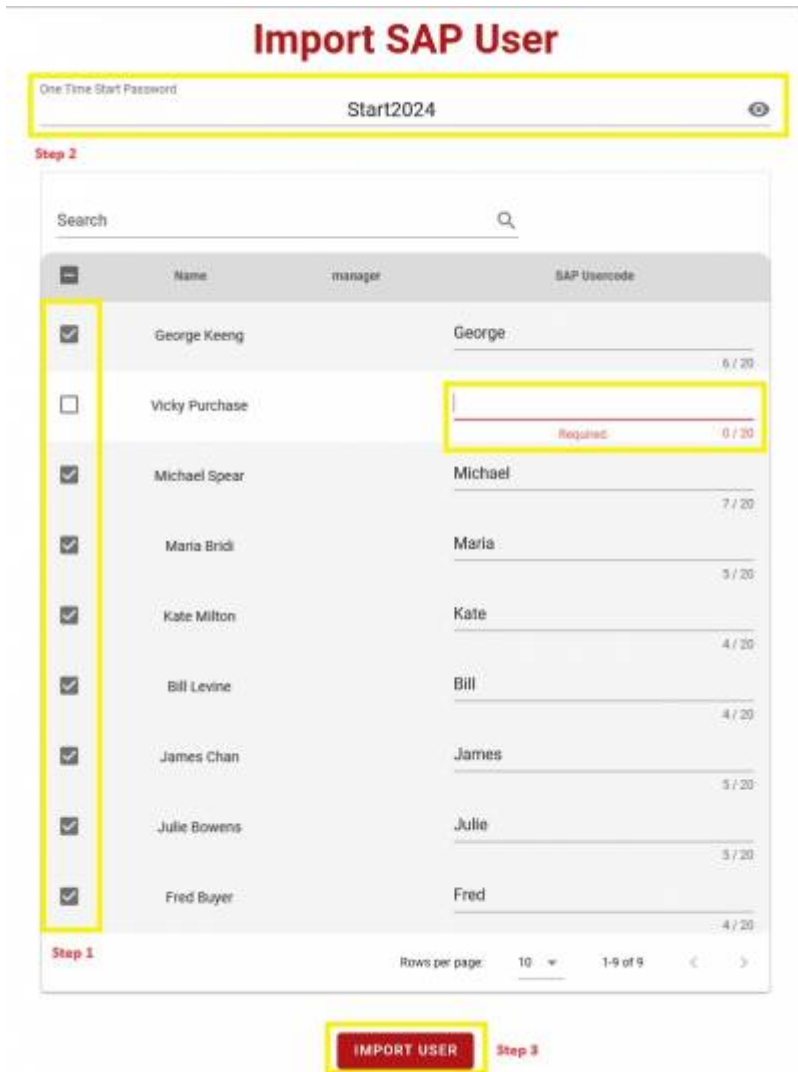 Import SAP User
One Time Start Password
Start2024
Step 2
Search
Name manager SAP Usercode
George Keeng George
6 / 20
Vicky Purchase
Required. 0 / 20
Michael Spear Michael
7 / 20
Maria Bridi Maria
5 / 20
Kate Milton Kate
4 / 20
Bill Levine Bill
4 / 20
James Chan James
5 / 20
Julie Bowens Julie
5 / 20
Fred Buyer Fred
4 / 20
Step 1
Rows per page: 10 1-9 of 9
IMPORT USER Step 3